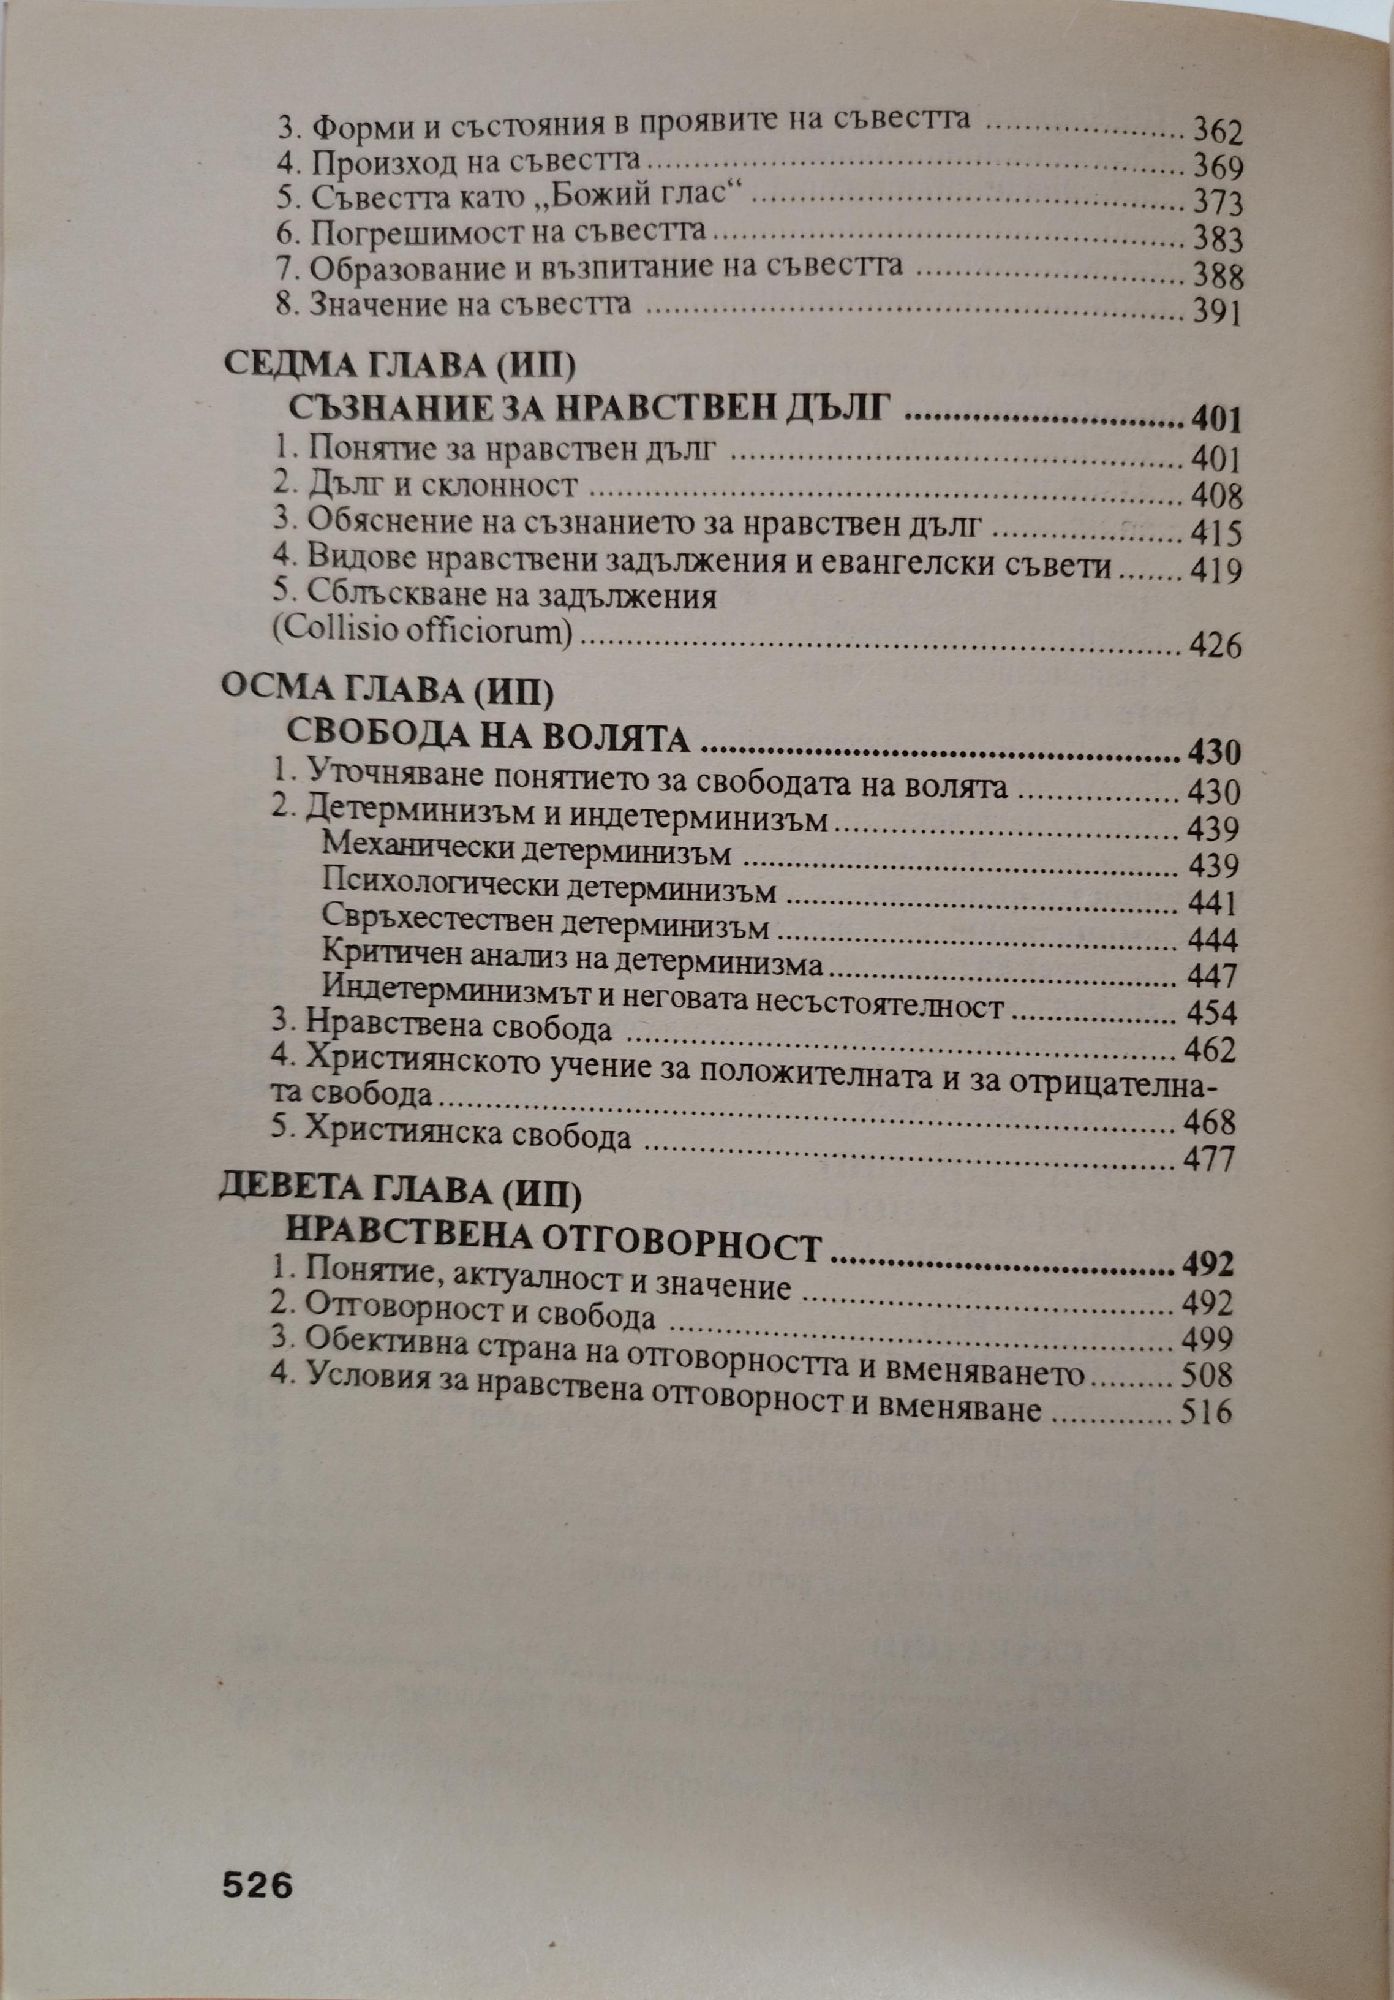 3. Форми и състояния в проявите на съвестта ..................... 362
4. Произход на съвестта ..................... 369
5. Съвестта като „Божий глас“ ..................... 373
6. Погрешимост на съвестта ..................... 383
7. Образование и възпитание на съвестта ..................... 388
8. Значение на съвестта ..................... 391
СЕДМА ГЛАВА (ИП)
СЪЗНАНИЕ ЗА НРАВСТВЕН ДЪЛГ ..................... 401
1. Понятие за нравствен дълг ..................... 401
2. Дълг и склонност ..................... 408
3. Обяснение на съзнанието за нравствен дълг ..................... 415
4. Видове нравствени задължения и евангелски съвети ....... 419
5. Сблъскване на задължения
(Collisio officiorum) ..................... 426
ОСМА ГЛАВА (ИП)
СВОБОДА НА ВОЛЯТА ..................... 430
1. Уточняване понятието за свободата на волята ................. 430
2. Детерминизъм и индетерминизъм ..................... 439
Механически детерминизъм ..................... 439
Психологически детерминизъм ..................... 441
Свръхестествен детерминизъм ..................... 444
Критичен анализ на детерминизма ..................... 447
Индетерминизмът и неговата несъстоятелност ................. 454
3. Нравствена свобода ..................... 462
4. Християнското учение за положителната и за отрицателна-
та свобода ..................... 468
5. Християнска свобода ..................... 477
ДЕВЕТА ГЛАВА (ИП)
НРАВСТВЕНА ОТГОВОРНОСТ ..................... 492
1. Понятие, актуалност и значение ..................... 492
2. Отговорност и свобода ..................... 499
3. Обективна страна на отговорността и вменяването ......... 508
4. Условия за нравствена отговорност и вменяване ............. 516
526